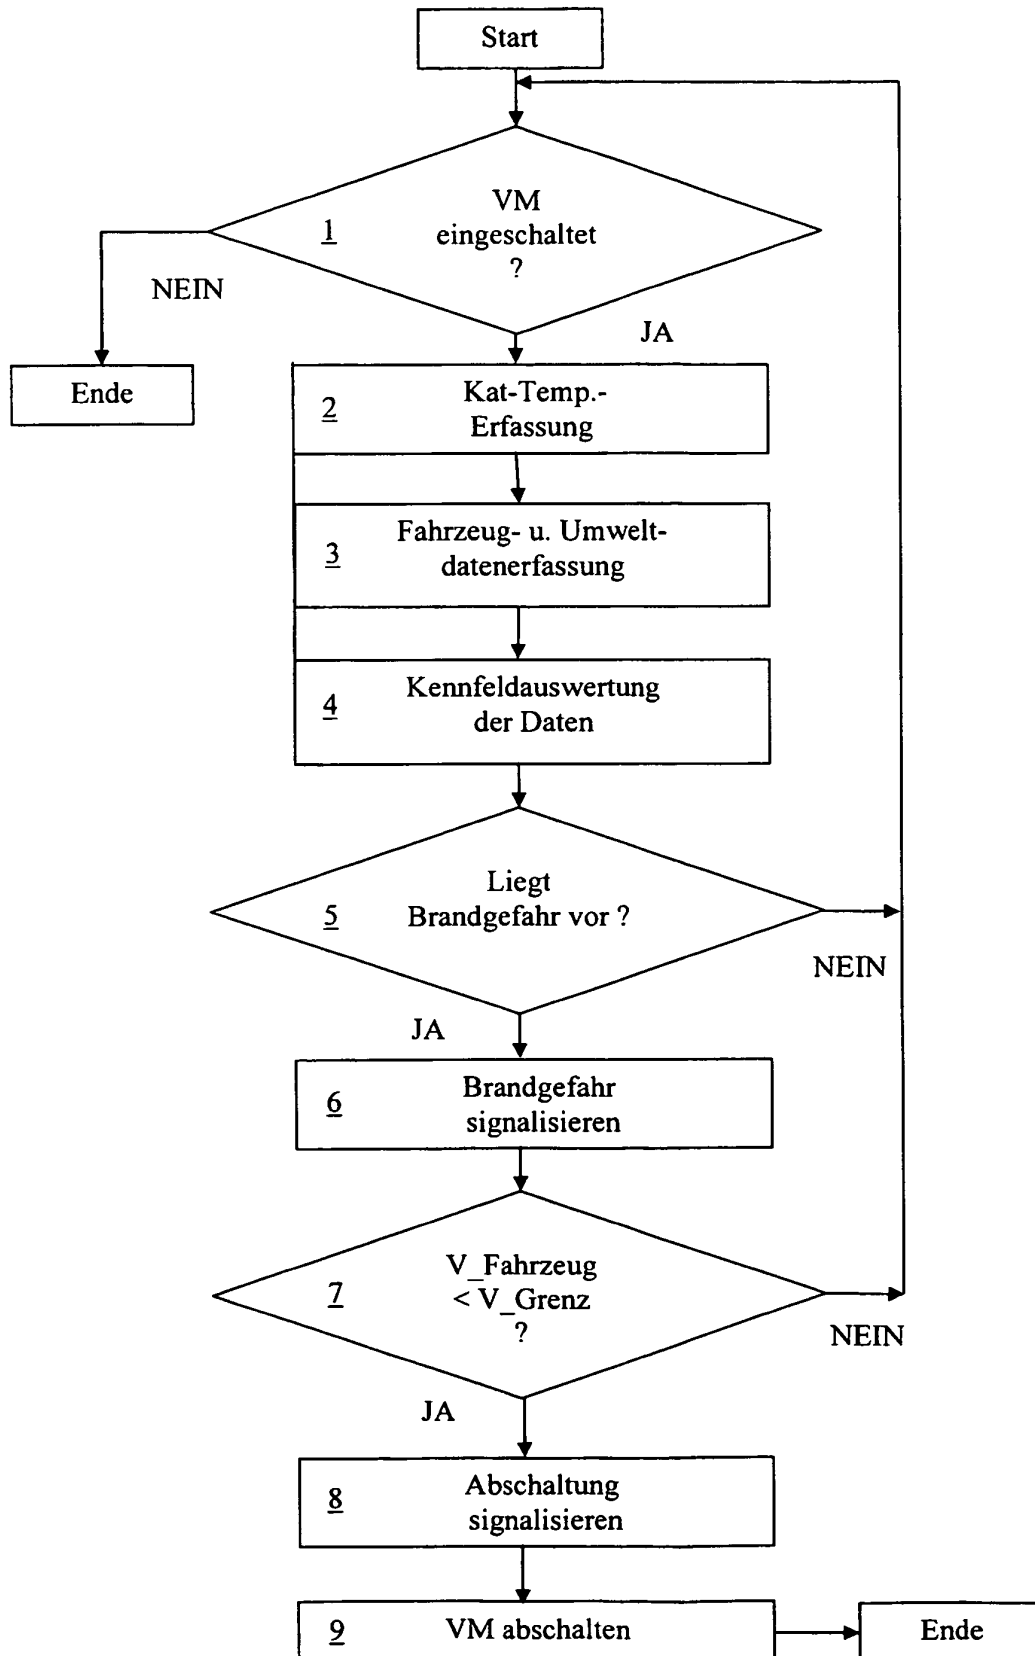 Start
1
VM
eingeschaltet
?
NEIN
JA
Ende
2
Kat-Temp.-
Erfassung
3
Fahrzeug- u. Umwelt-
datenerfassung
4
Kennfeldauswertung
der Daten
5
Liegt
Brandgefahr vor ?
NEIN
JA
6
Brandgefahr
signalisieren
7
V_Fahrzeug
< V_Grenz
?
NEIN
JA
8
Abschaltung
signalisieren
9
VM abschalten
Ende